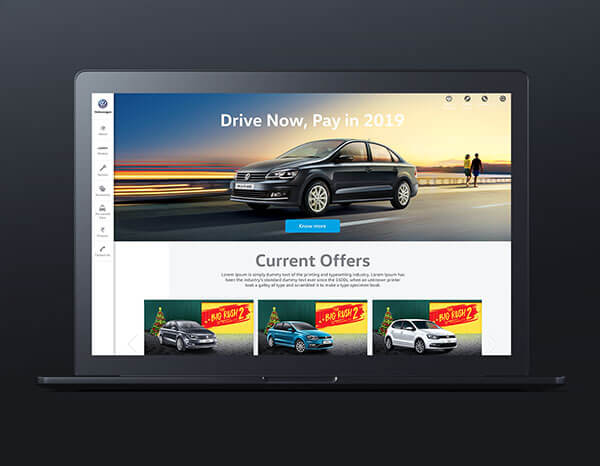 Volkswagen
Drive Now, Pay in 2019
Know more
Current Offers
Lorem Ipsum is simply dummy text of the printing and typesetting industry. Lorem Ipsum has
been the industry's standard dummy text ever since the 1500s, when an unknown printer
took a galley of type and scrambled it to make a type specimen book.
BIG RUSH 2
BIG RUSH 2
BIG RUSH 2